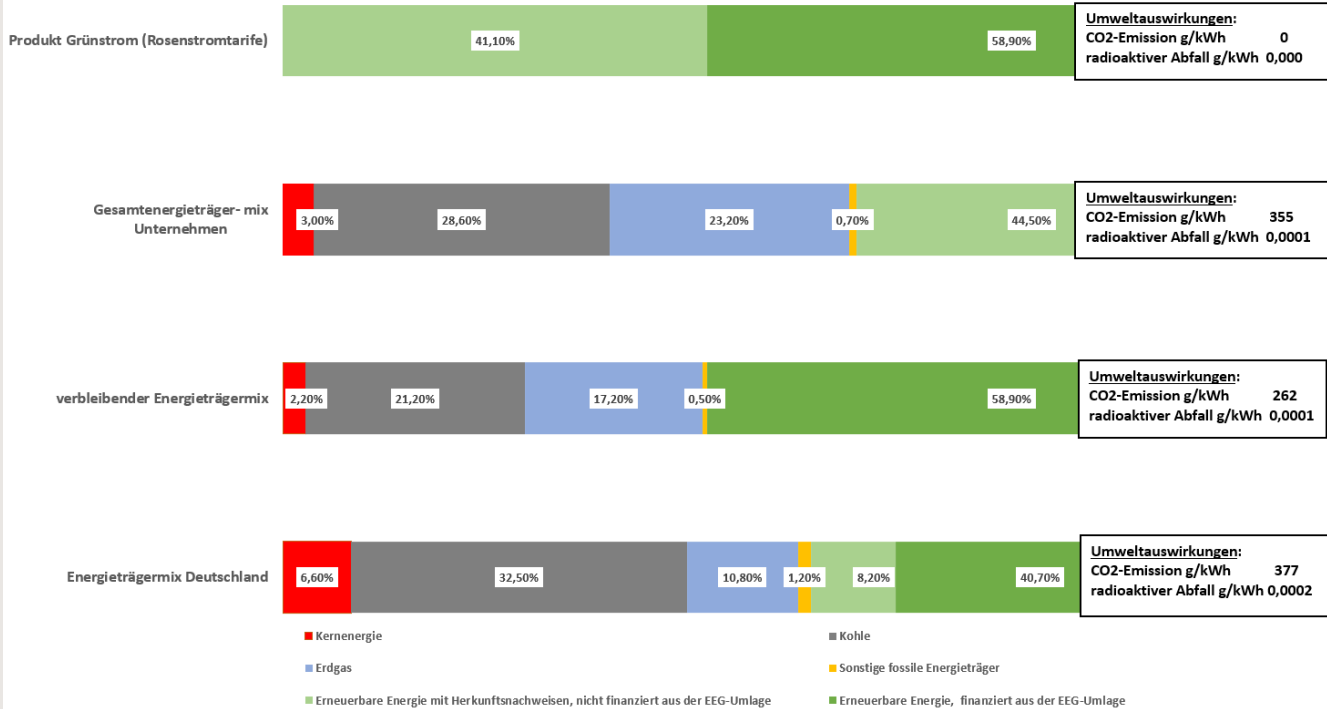 Produkt Grünstrom (Rosenstromtarife)
41,10%
58,90%
Umweltauswirkungen:
CO2-Emission g/kWh 0
radioaktiver Abfall g/kWh 0,000
Gesamtenergieträger- mix
Unternehmen
3,00%
28,60%
23,20%
0,70%
44,50%
Umweltauswirkungen:
CO2-Emission g/kWh 355
radioaktiver Abfall g/kWh 0,0001
verbleibender Energieträgermix
2,20%
21,20%
17,20%
0,50%
58,90%
Umweltauswirkungen:
CO2-Emission g/kWh 262
radioaktiver Abfall g/kWh 0,0001
Energieträgermix Deutschland
6,60%
32,50%
10,80%
1,20%
8,20%
40,70%
Umweltauswirkungen:
CO2-Emission g/kWh 377
radioaktiver Abfall g/kWh 0,0002
Kernenergie
Kohle
Erdgas
Sonstige fossile Energieträger
Erneuerbare Energie mit Herkunftsnachweisen, nicht finanziert aus der EEG-Umlage
Erneuerbare Energie, finanziert aus der EEG-Umlage